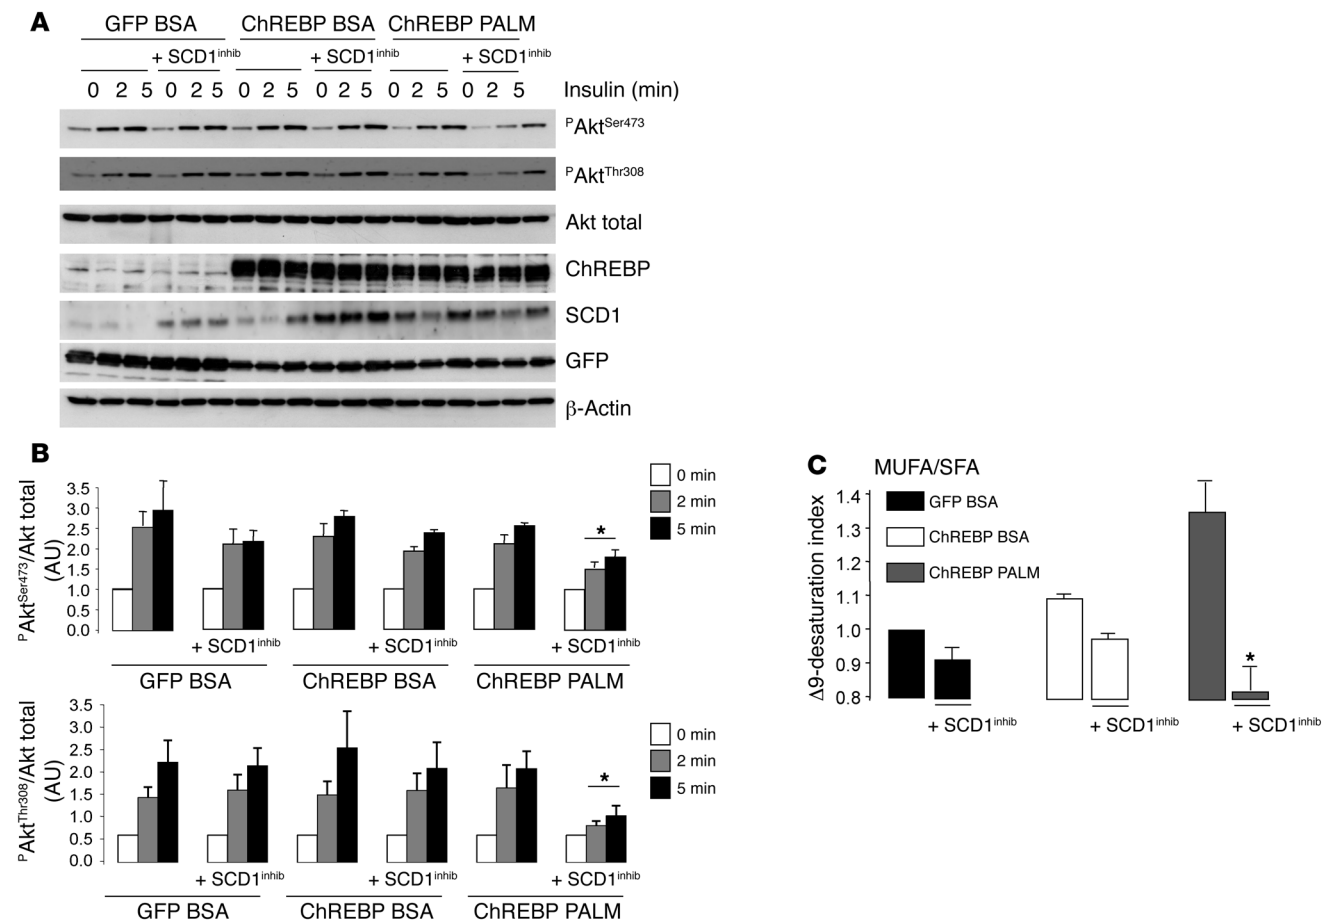 A
GFP BSA ChREBP BSA ChREBP PALM
+ SCD1inhib + SCD1inhib + SCD1inhib
0 2 5 0 2 5 0 2 5 0 2 5 0 2 5 0 2 5 Insulin (min)
PAktSer473
PAktThr308
Akt total
ChREBP
SCD1
GFP
β-Actin
B
PAktSer473/Akt total
(AU)
3.5
3.0
2.5
2.0
1.5
1.0
0.5
0.0
*
0 min
2 min
5 min
+ SCD1inhib + SCD1inhib + SCD1inhib
GFP BSA ChREBP BSA ChREBP PALM
PAktThr308/Akt total
(AU)
3.5
3.0
2.5
2.0
1.5
1.0
0.5
0.0
*
0 min
2 min
5 min
+ SCD1inhib + SCD1inhib + SCD1inhib
GFP BSA ChREBP BSA ChREBP PALM
C MUFA/SFA
Δ9-desaturation index
1.4
1.3
1.2
1.1
1.0
0.9
0.8
GFP BSA
ChREBP BSA
ChREBP PALM
*
+ SCD1inhib + SCD1inhib + SCD1inhib